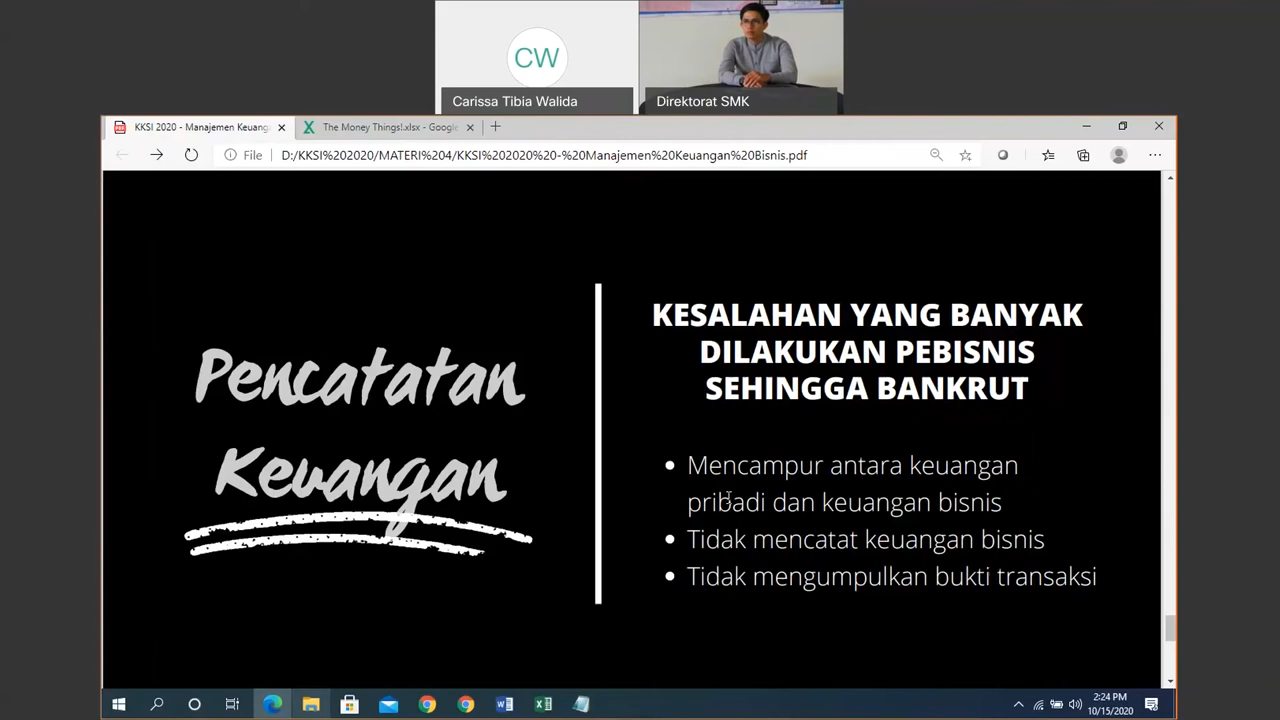 CW
Carissa Tibia Walida
Direktorat SMK
KKSI 2020 - Manajemen Keuang
The Money Things!.xlsx - Google
File
D:/KKSI%202020/MATERI%204/KKSI%202020%20-%20Manajemen%20Keuangan%20Bisnis.pdf
Pencatatan
Keuangan
KESALAHAN YANG BANYAK
DILAKUKAN PEBISNIS
SEHINGGA BANKRUT
• Mencampur antara keuangan
pribadi dan keuangan bisnis
• Tidak mencatat keuangan bisnis
• Tidak mengumpulkan bukti transaksi
2:24 PM
10/15/2020